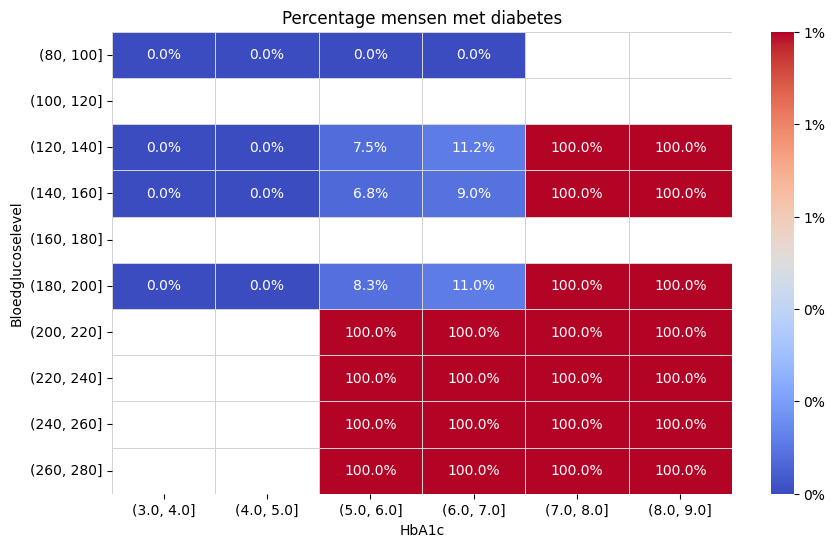 Percentage mensen met diabetes
(80, 100] 0.0% 0.0% 0.0% 0.0%
(100, 120]
(120, 140] 0.0% 0.0% 7.5% 11.2% 100.0% 100.0%
(140, 160] 0.0% 0.0% 6.8% 9.0% 100.0% 100.0%
(160, 180]
(180, 200] 0.0% 0.0% 8.3% 11.0% 100.0% 100.0%
(200, 220] 100.0% 100.0% 100.0% 100.0%
(220, 240] 100.0% 100.0% 100.0% 100.0%
(240, 260] 100.0% 100.0% 100.0% 100.0%
(260, 280] 100.0% 100.0% 100.0% 100.0%
Bloedglucoselevel
(3.0, 4.0] (4.0, 5.0] (5.0, 6.0] (6.0, 7.0] (7.0, 8.0] (8.0, 9.0]
HbA1c
1%
1%
1%
0%
0%
0%